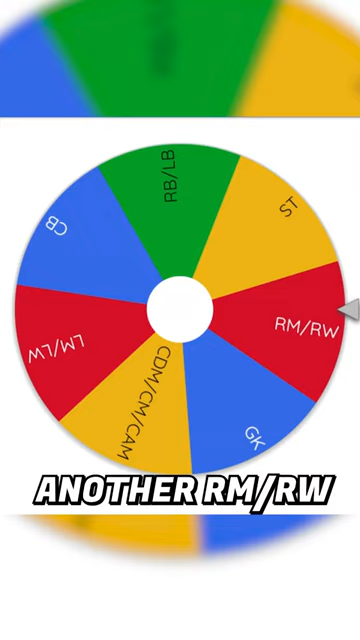 RB/LB
ST
CB
RM/RW
LM/LW
CDM/CM/CAM
GK
ANOTHER RM/RW